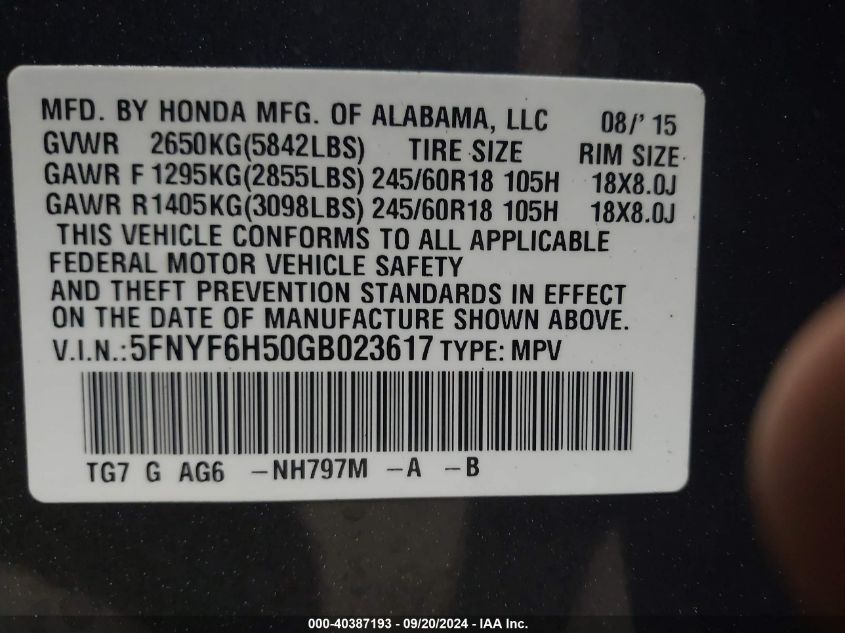 MFD. BY HONDA MFG. OF ALABAMA, LLC 08/' 15
GVWR 2650KG(5842LBS) TIRE SIZE RIM SIZE
GAWR F 1295KG(2855LBS) 245/60R18 105H 18X8.0J
GAWR R1405KG(3098LBS) 245/60R18 105H 18X8.0J
THIS VEHICLE CONFORMS TO ALL APPLICABLE
FEDERAL MOTOR VEHICLE SAFETY
AND THEFT PREVENTION STANDARDS IN EFFECT
ON THE DATE OF MANUFACTURE SHOWN ABOVE.
V.I.N.:5FNYF6H50GB023617 TYPE: MPV
TG7 G AG6 -NH797M -A -B
000-40387193 - 09/20/2024 - IAA Inc.